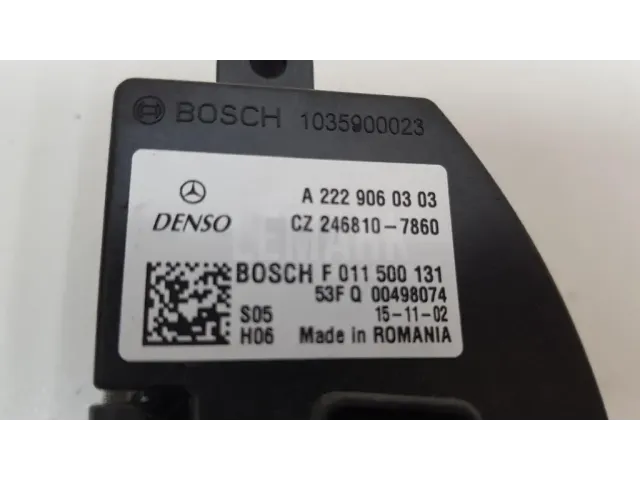 BOSCH 1035900023
A 222 906 03 03
DENSO CZ 246810-7860
BOSCH F 011 500 131
53F Q 00498074
S05 15-11-02
H06 Made in ROMANIA